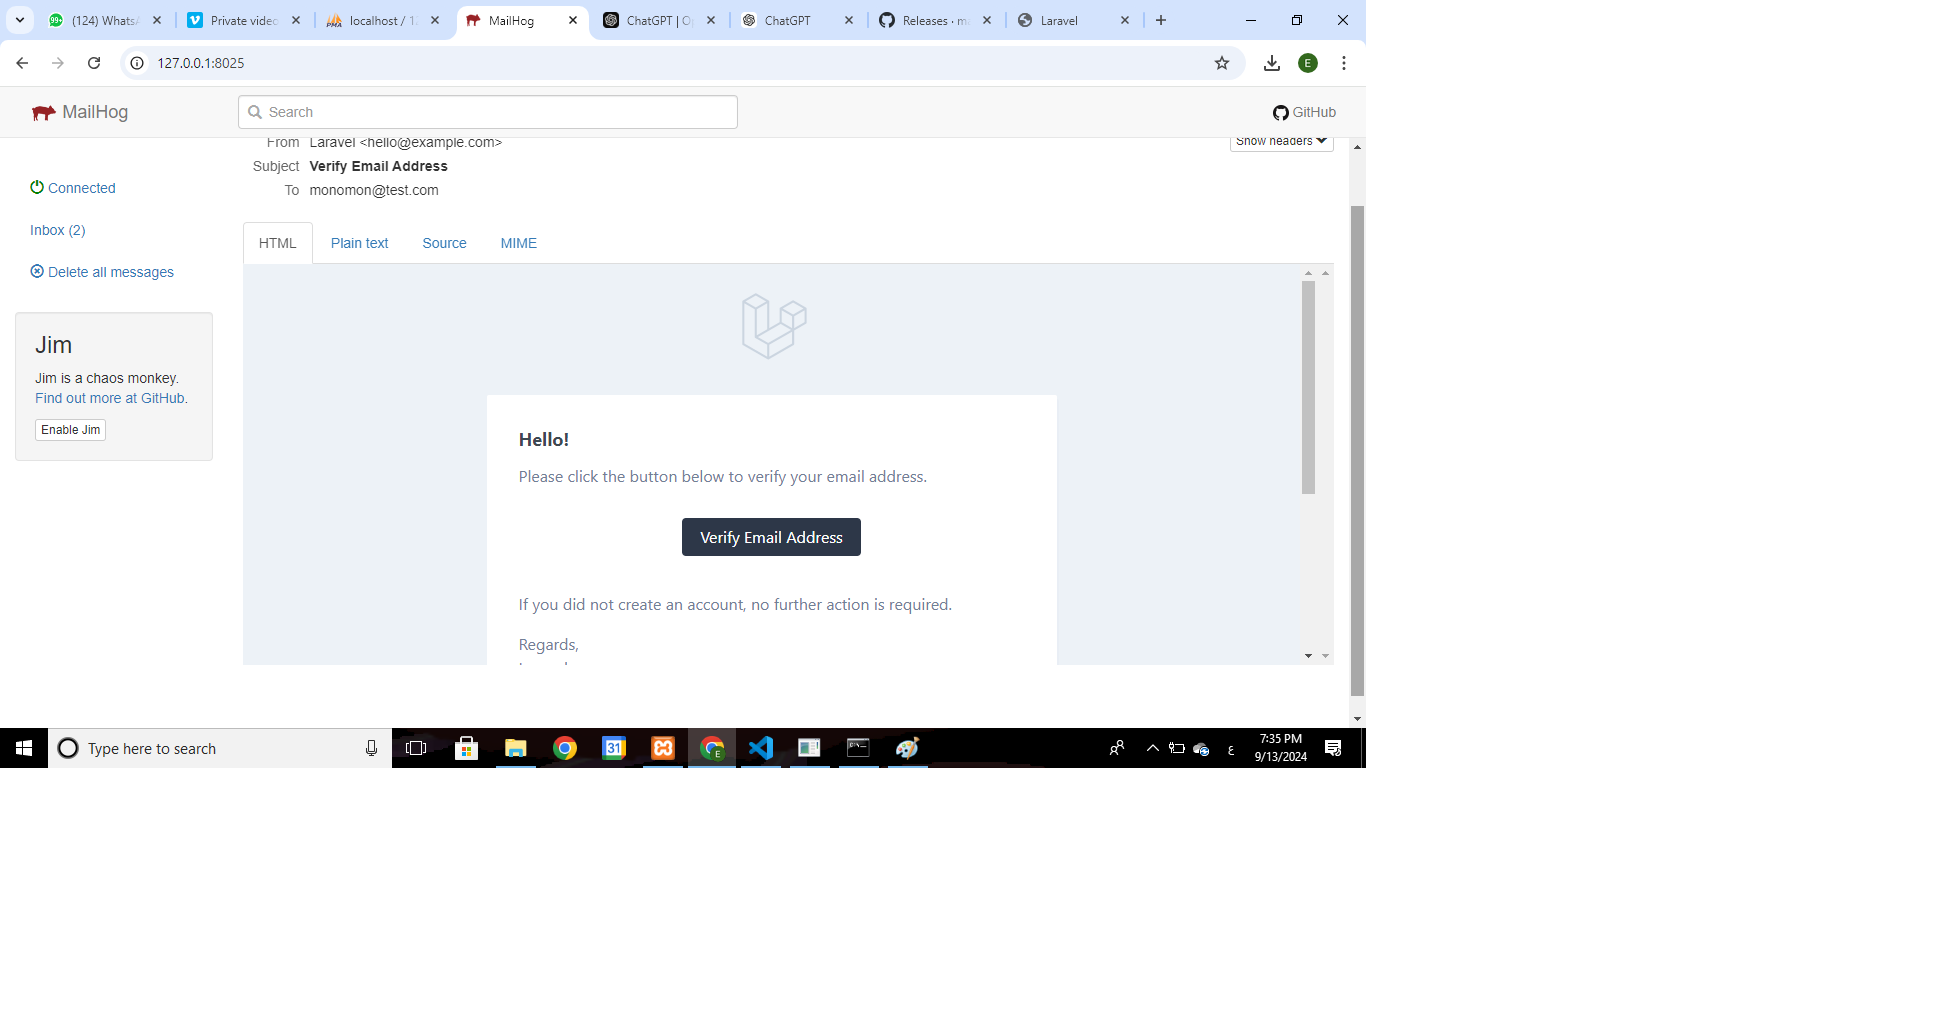 (124) Whats
Private video
localhost / 1
MailHog
ChatGPT | O
ChatGPT
Releases · m
Laravel
127.0.0.1:8025
E
MailHog
Search
GitHub
From Laravel <hello@example.com>
Show headers
Subject Verify Email Address
To monomon@test.com
Connected
Inbox (2)
Delete all messages
HTML
Plain text
Source
MIME
Jim
Jim is a chaos monkey.
Find out more at GitHub.
Enable Jim
Hello!
Please click the button below to verify your email address.
Verify Email Address
If you did not create an account, no further action is required.
Regards,
Type here to search
31
E
ع
7:35 PM
9/13/2024